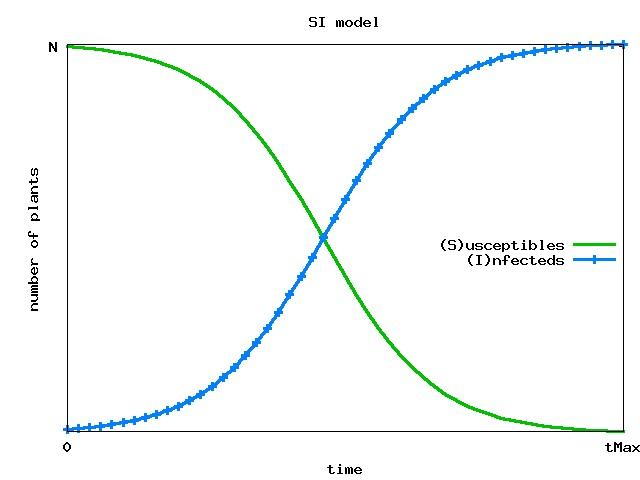 SI model
N
number of plants
(S)usceptibles
(I)nfecteds
0
tMax
time